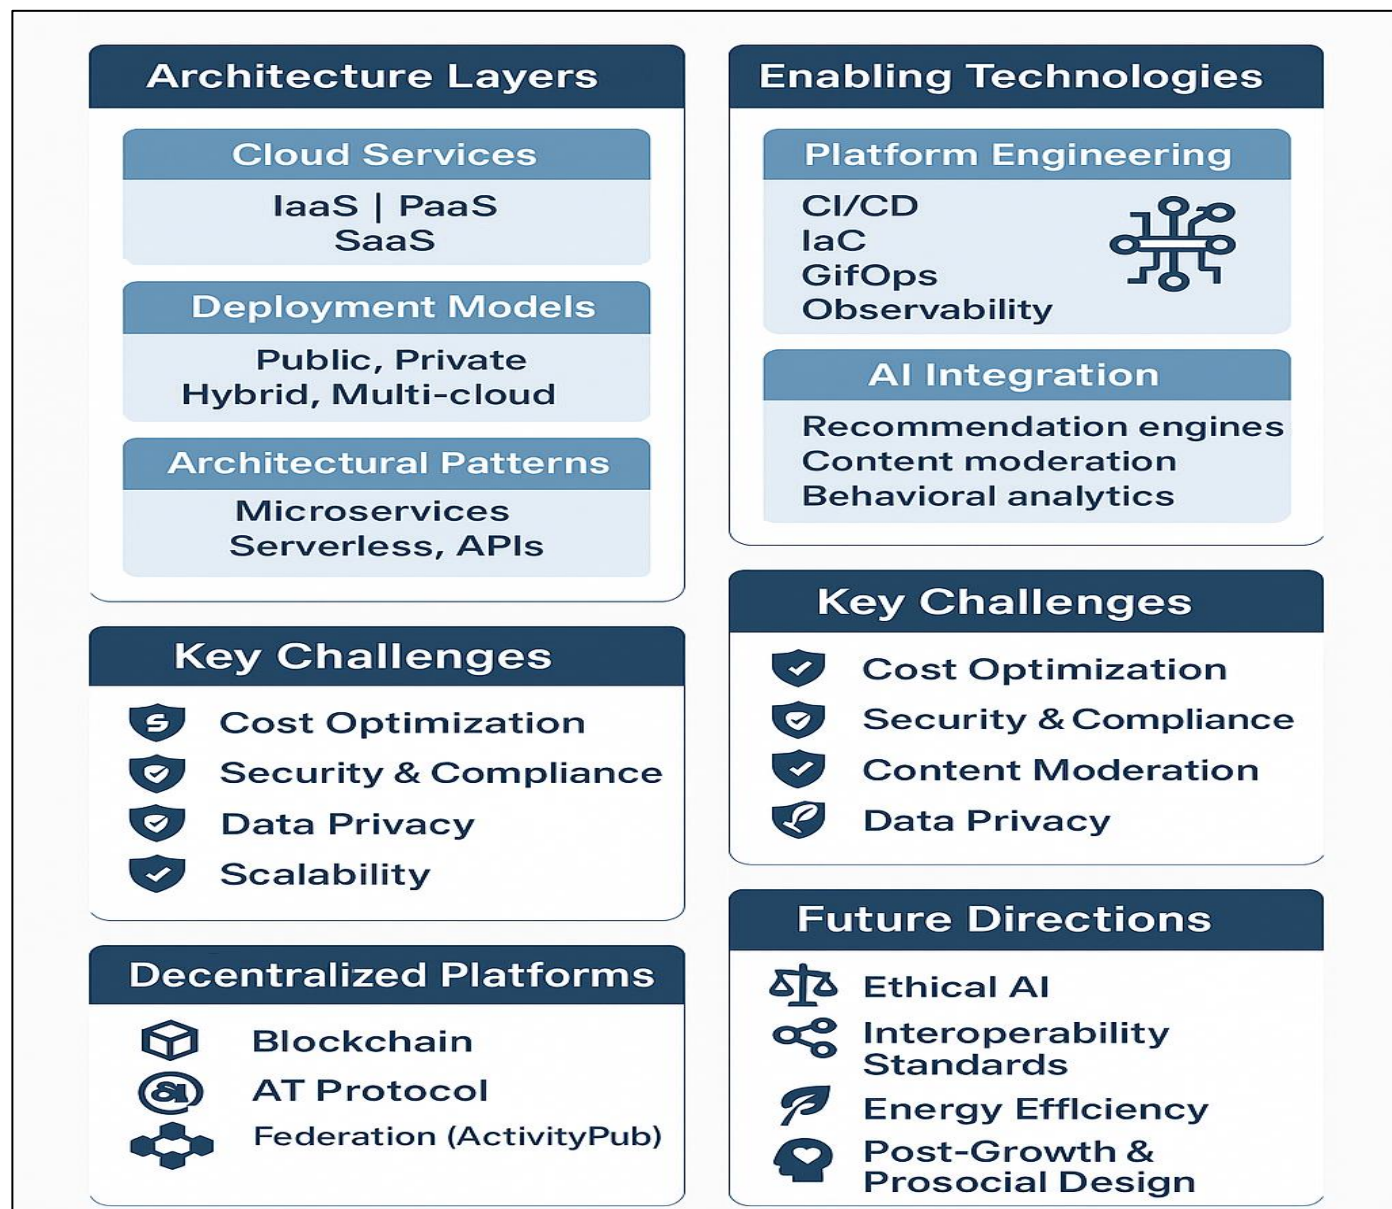 Architecture Layers
Cloud Services
IaaS | PaaS
SaaS
Deployment Models
Public, Private
Hybrid, Multi-cloud
Architectural Patterns
Microservices
Serverless, APIs
Key Challenges
Cost Optimization
Security & Compliance
Data Privacy
Scalability
Decentralized Platforms
Blockchain
AT Protocol
Federation (ActivityPub)
Enabling Technologies
Platform Engineering
CI/CD
IaC
GifOps
Observability
AI Integration
Recommendation engines
Content moderation
Behavioral analytics
Key Challenges
Cost Optimization
Security & Compliance
Content Moderation
Data Privacy
Future Directions
Ethical AI
Interoperability
Standards
Energy Efflciency
Post-Growth &
Prosocial Design